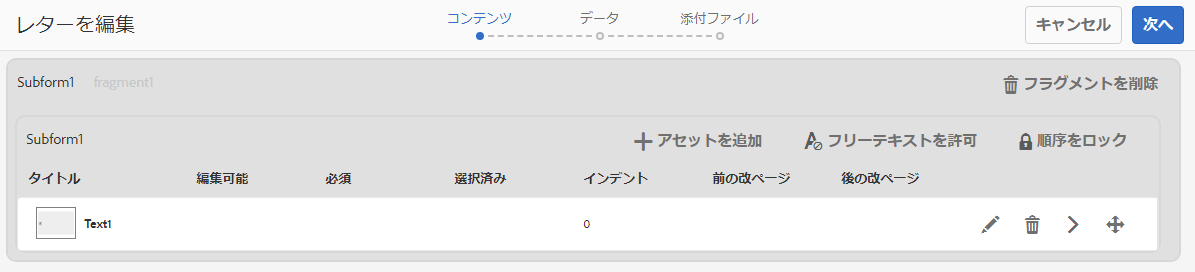 レターを編集
コンテンツ データ 添付ファイル
キャンセル 次へ
Subform1 fragment1 フラグメントを削除
Subform1 アセットを追加 フリーテキストを許可 順序をロック
タイトル 編集可能 必須 選択済み インデント 前の改ページ 後の改ページ
Text1 0